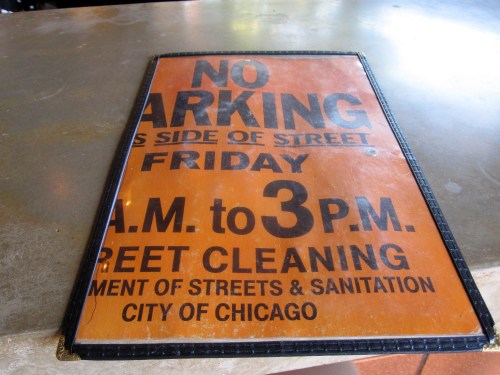 NO
ARKING
S SIDE OF STREET
FRIDAY
A.M. to 3 P.M.
REET CLEANING
MENT OF STREETS & SANITATION
CITY OF CHICAGO